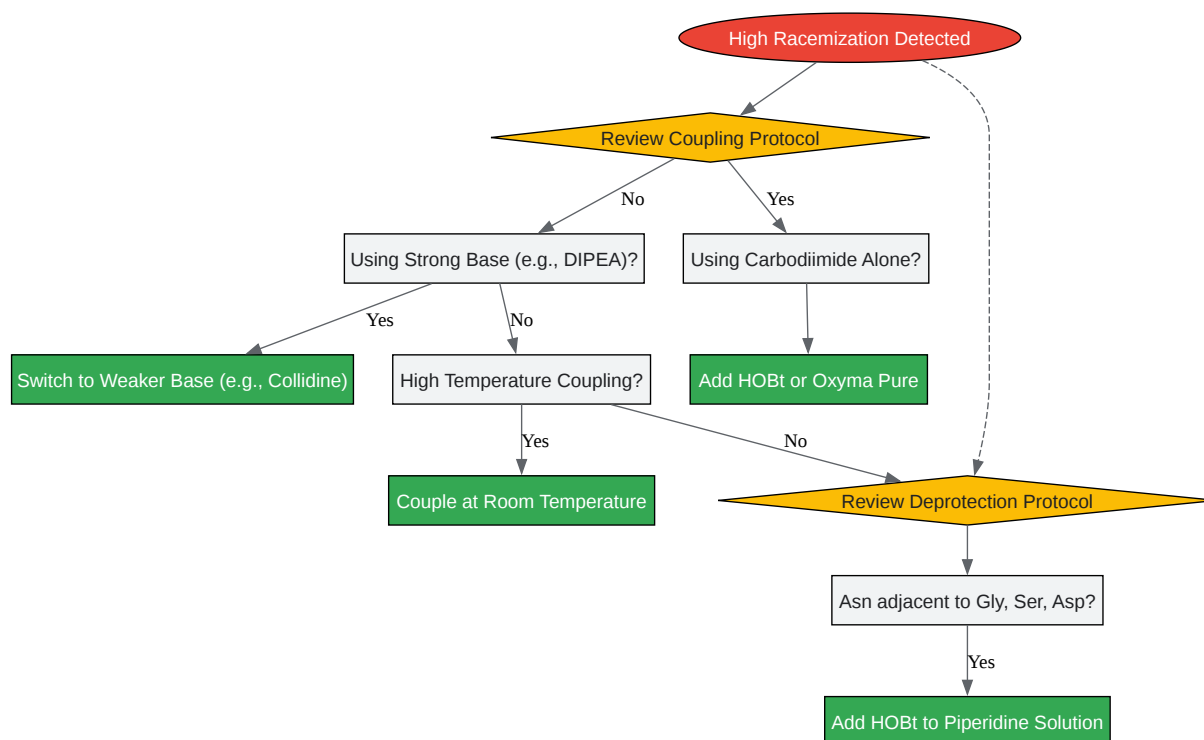 High Racemization Detected
Review Coupling Protocol
No
Yes
Using Strong Base (e.g., DIPEA)?
Using Carbodiimide Alone?
Yes
No
Switch to Weaker Base (e.g., Collidine)
High Temperature Coupling?
Add HOBt or Oxyma Pure
Yes
No
Couple at Room Temperature
Review Deprotection Protocol
Asn adjacent to Gly, Ser, Asp?
Yes
Add HOBt to Piperidine Solution